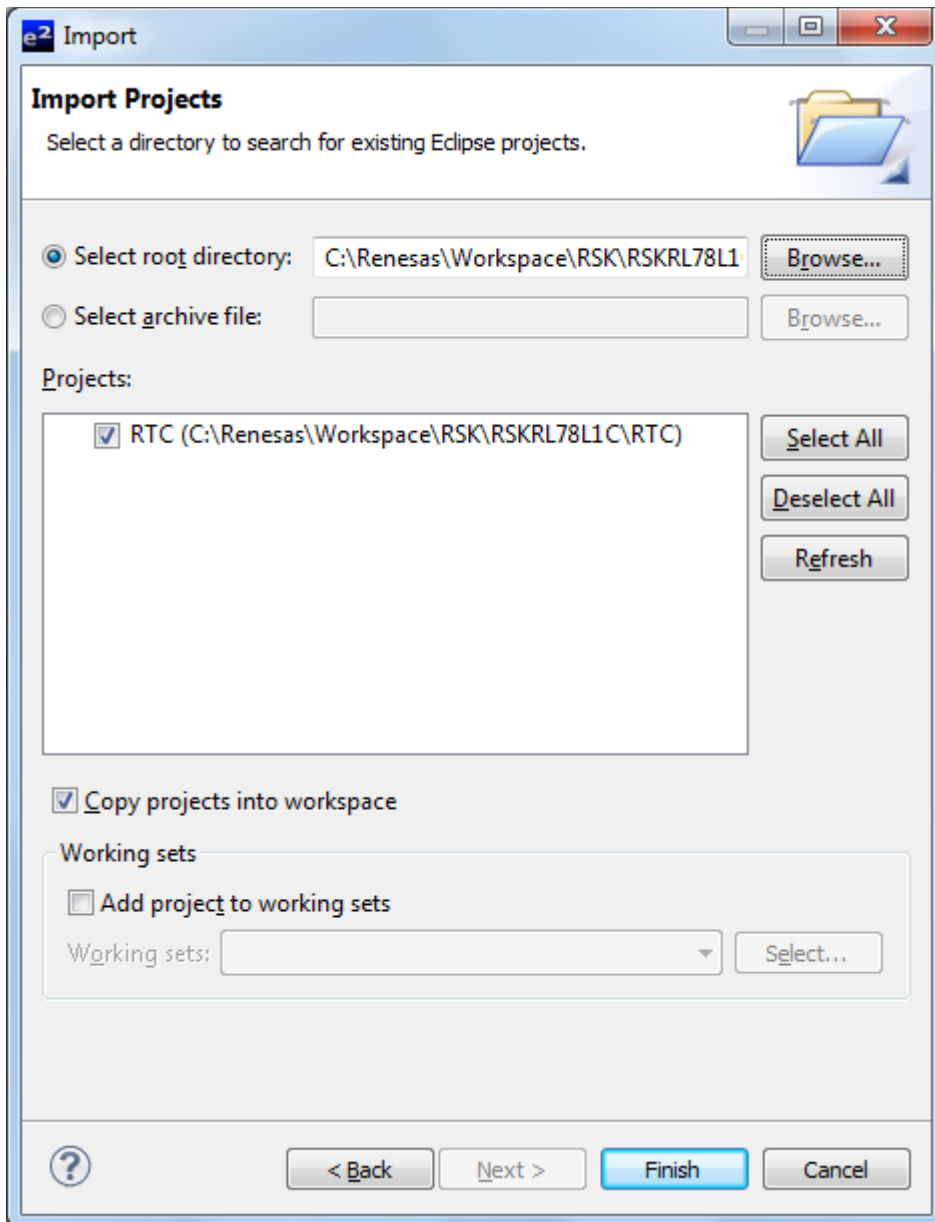 e² Import
Import Projects
Select a directory to search for existing Eclipse projects.
Select root directory: C:\Renesas\Workspace\RSK\RSKRL78L1 Browse...
Select archive file: Browse...
Projects:
RTC (C:\Renesas\Workspace\RSK\RSKRL78L1C\RTC)
Select All
Deselect All
Refresh
Copy projects into workspace
Working sets
Add project to working sets
Working sets: Select...
? < Back Next > Finish Cancel